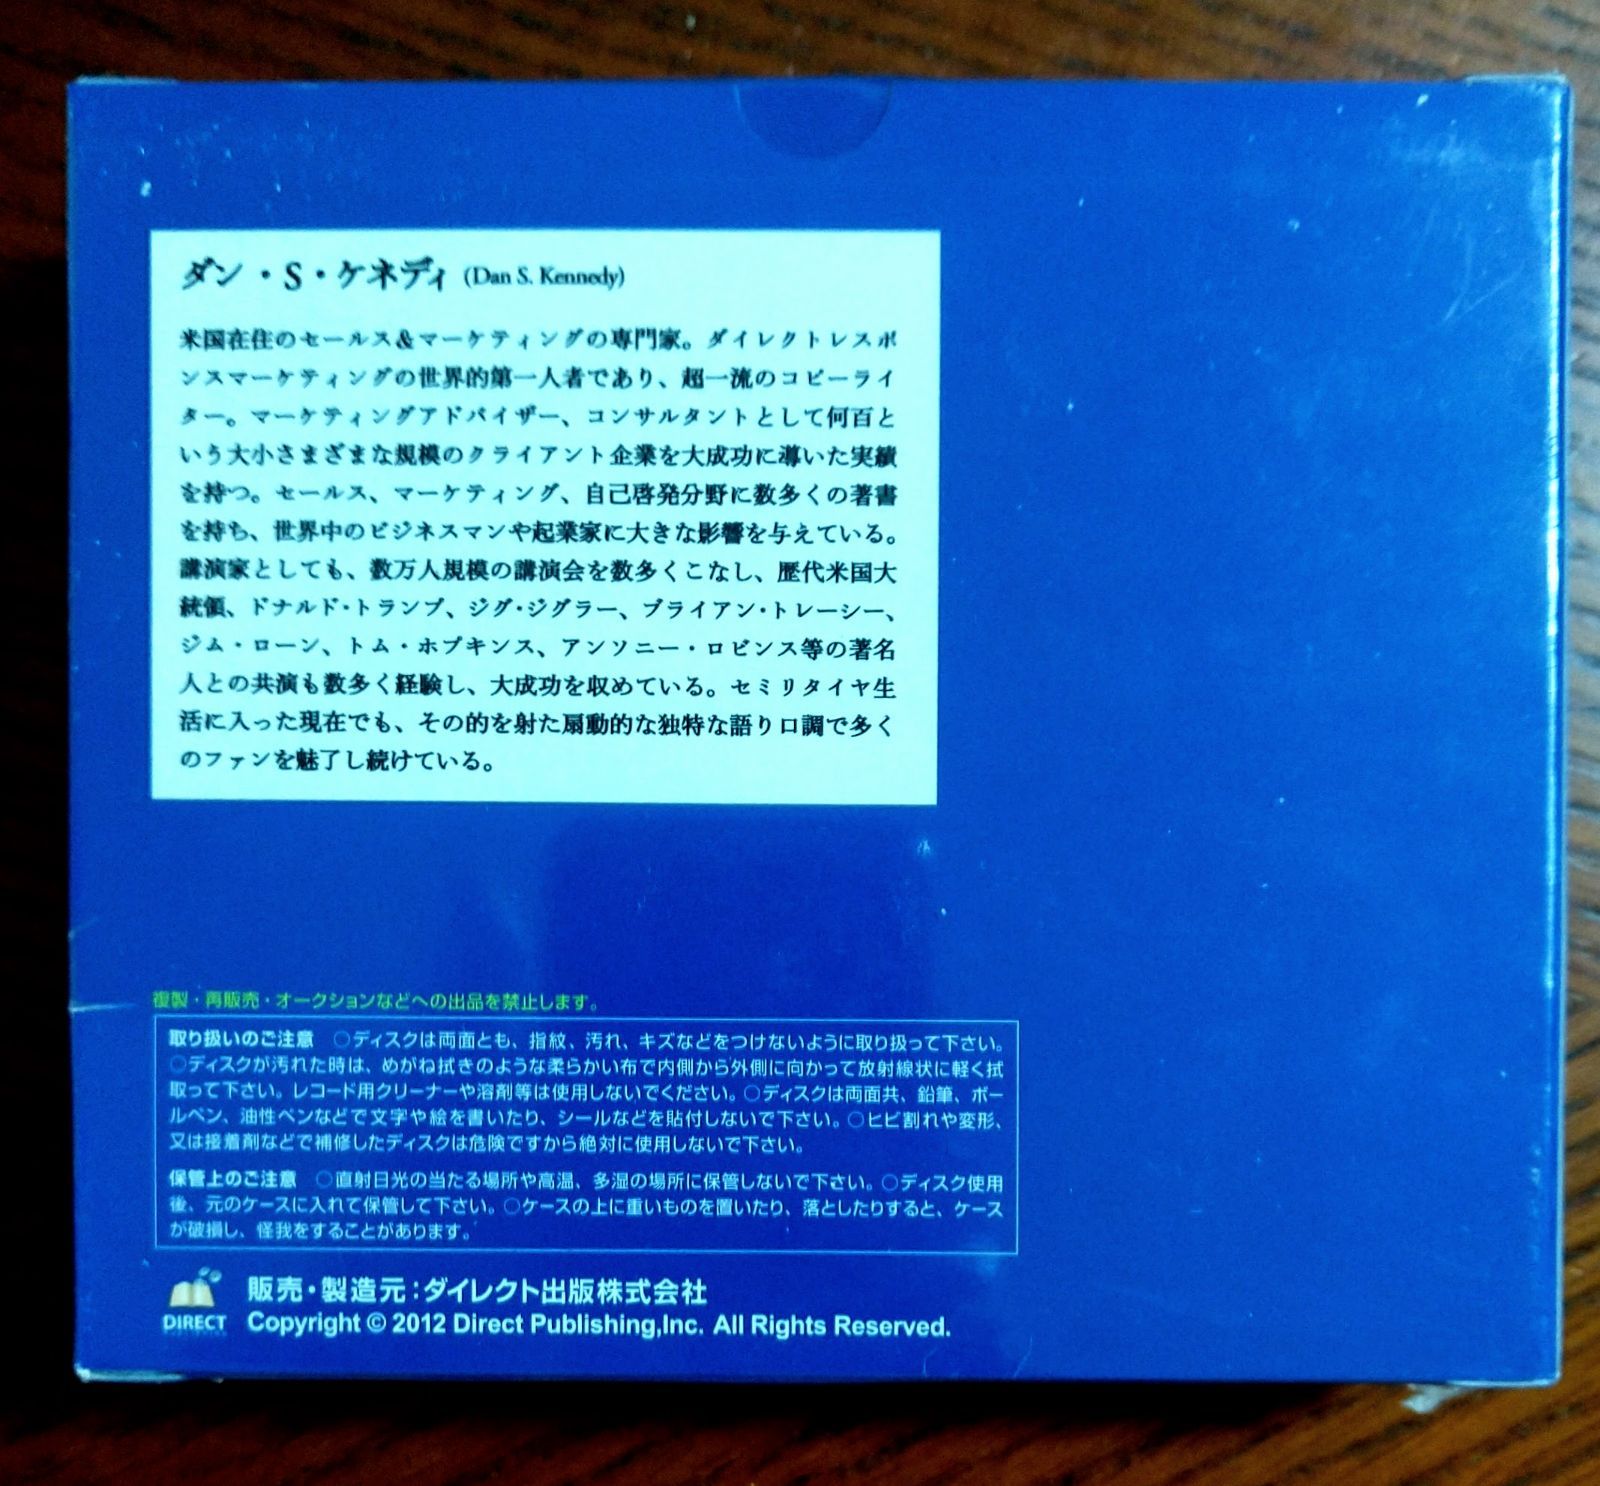 ダン・S・ケネディ (Dan S. Kennedy)
米国在住のセールス&マーケティングの専門家。ダイレクトレスポ
ンスマーケティングの世界的第一人者であり、超一流のコピーライ
ター。マーケティングアドバイザー、コンサルタントとして何百と
いう大小さまざまな規模のクライアント企業を大成功に導いた実績
を持つ。セールス、マーケティング、自己啓発分野に数多くの著書
を持ち、世界中のビジネスマンや起業家に大きな影響を与えている。
講演家としても、数万人規模の講演会を数多くこなし、歴代米国大
統領、ドナルド・トランプ、ジグ・ジグラー、ブライアン・トレーシー、
ジム・ローン、トム・ホプキンス、アンソニー・ロビンス等の著名
人との共演も数多く経験し、大成功を収めている。セミリタイヤ生
活に入った現在でも、その的を射た扇動的な独特な語り口調で多く
のファンを魅了し続けている。
複製・再販売・オークションなどへの出品を禁止します。
取り扱いのご注意 ○ディスクは両面とも、指紋、汚れ、キズなどをつけないように取り扱って下さい。
○ディスクが汚れた時は、めがね拭きのような柔らかい布で内側から外側に向かって放射線状に軽く拭
取って下さい。レコード用クリーナーや溶剤等は使用しないでください。○ディスクは両面共、鉛筆、ボー
ルペン、油性ペンなどで文字や絵を書いたり、シールなどを貼付しないで下さい。○ヒビ割れや変形、
又は接着剤などで補修したディスクは危険ですから絶対に使用しないで下さい。
保管上のご注意 ○直射日光の当たる場所や高温、多湿の場所に保管しないで下さい。○ディスク使用
後、元のケースに入れて保管して下さい。○ケースの上に重いものを置いたり、落としたりすると、ケース
が破損し、怪我をすることがあります。
販売・製造元：ダイレクト出版株式会社
DIRECT Copyright © 2012 Direct Publishing,Inc. All Rights Reserved.